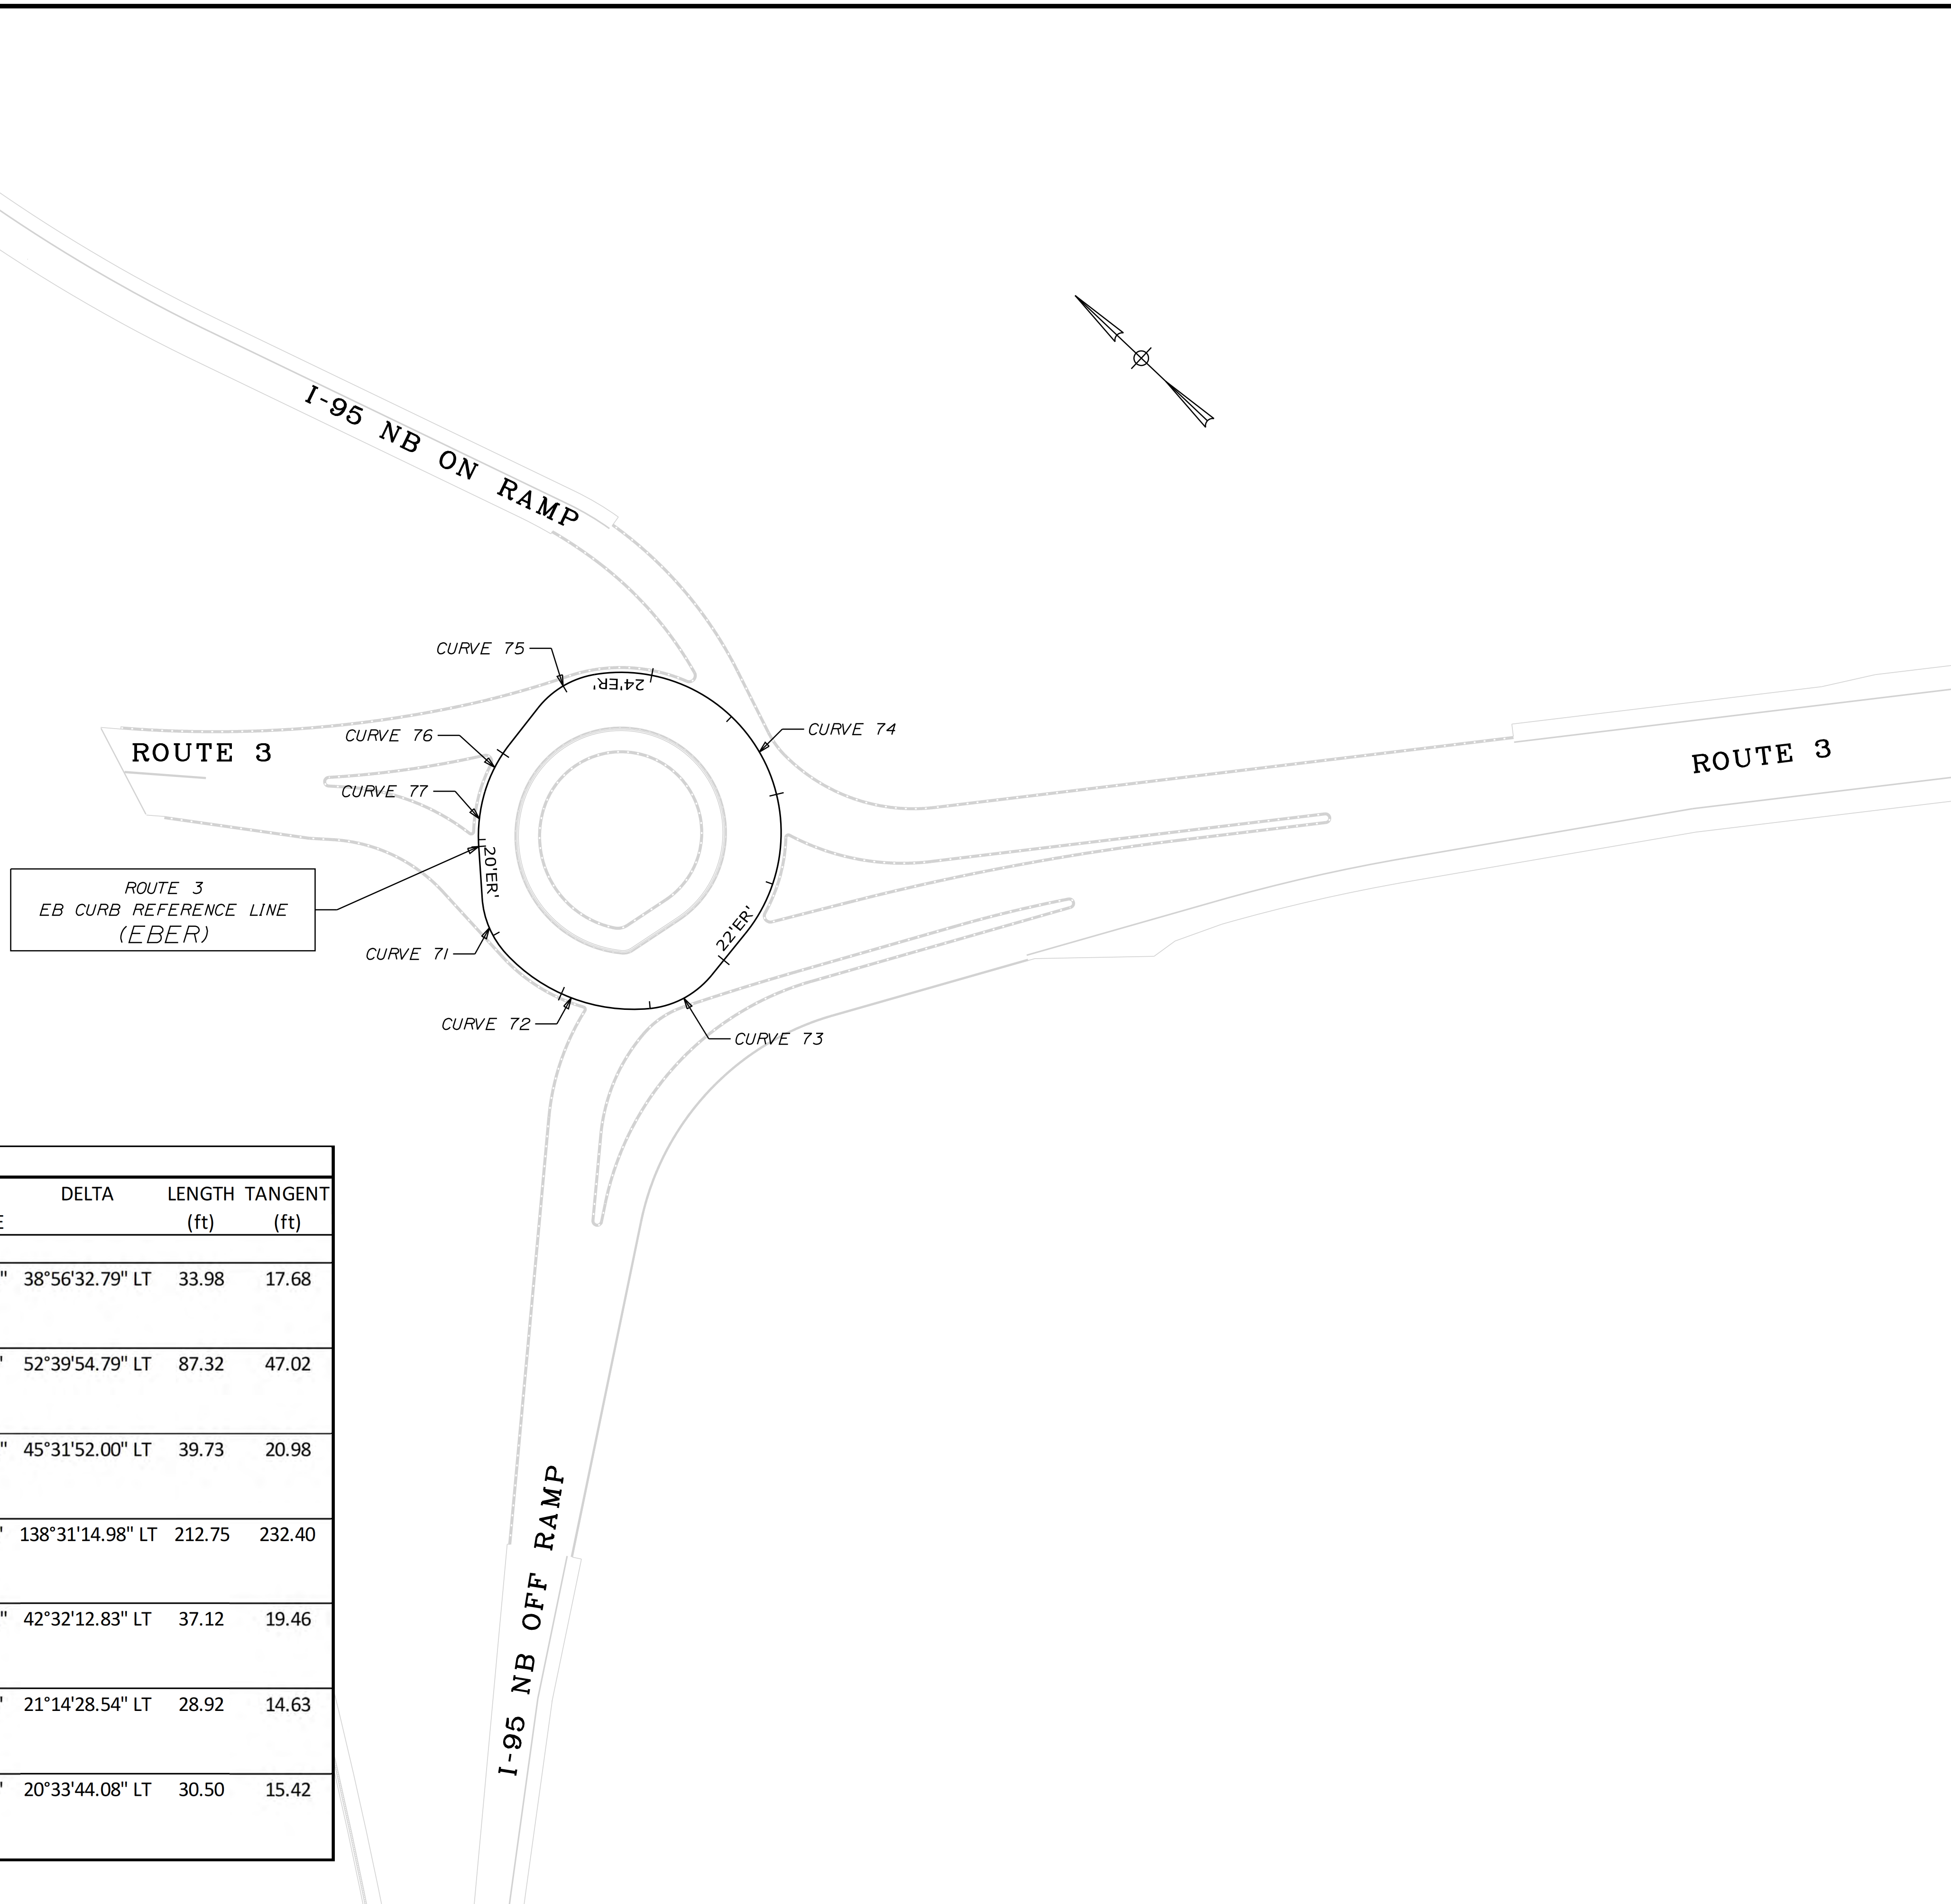 I-95 NB ON RAMP
CURVE 75
24'ER'
CURVE 74
CURVE 76
ROUTE 3
ROUTE 3
CURVE 77
20'ER'
ROUTE 3
EB CURB REFERENCE LINE
(EBER)
22'ER'
CURVE 71
CURVE 72
CURVE 73
DELTA LENGTH TANGENT
E (ft) (ft)
" 38°56'32.79" LT 33.98 17.68
' 52°39'54.79" LT 87.32 47.02
" 45°31'52.00" LT 39.73 20.98
' 138°31'14.98" LT 212.75 232.40
" 42°32'12.83" LT 37.12 19.46
' 21°14'28.54" LT 28.92 14.63
' 20°33'44.08" LT 30.50 15.42
I-95 NB OFF RAMP